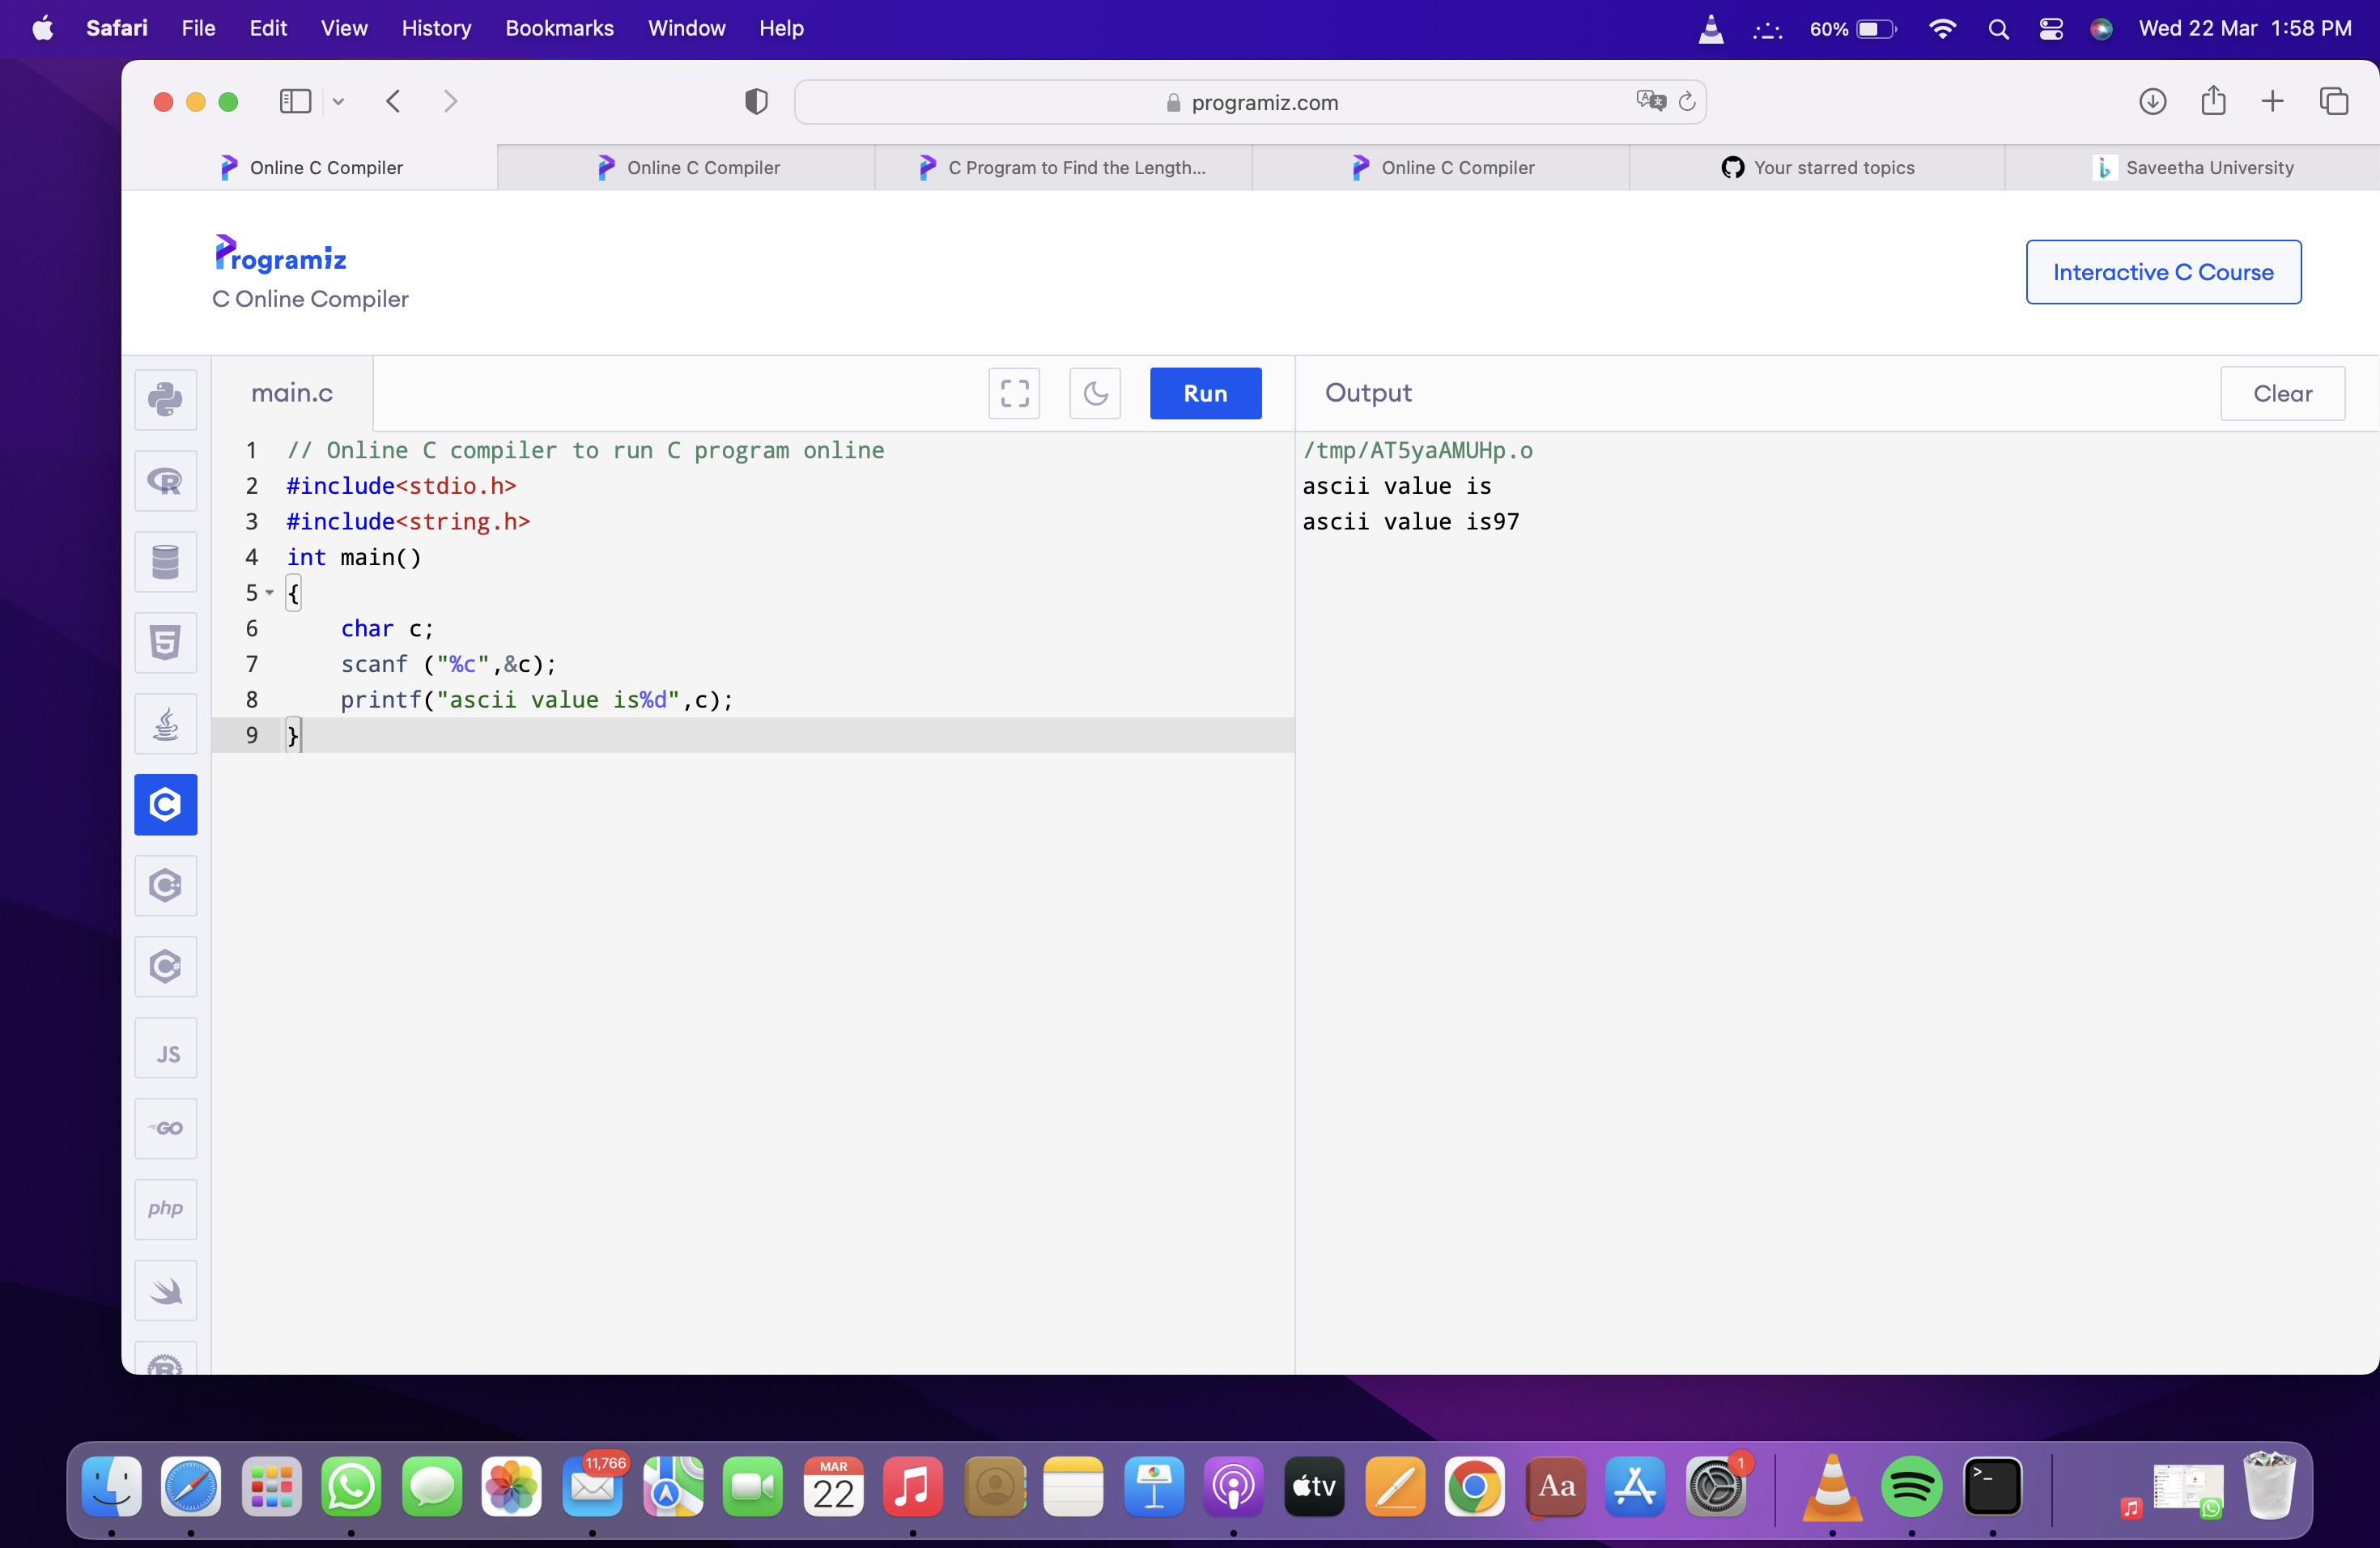 Safari File Edit View History Bookmarks Window Help 60% Wed 22 Mar 1:58 PM
programiz.com
Online C Compiler Online C Compiler C Program to Find the Length... Online C Compiler Your starred topics Saveetha University
Programiz
C Online Compiler
Interactive C Course
main.c Run Output Clear
1 // Online C compiler to run C program online
2 #include<stdio.h>
3 #include<string.h>
4 int main()
5 {
6 char c;
7 scanf ("%c",&c);
8 printf("ascii value is%d",c);
9 }
/tmp/AT5yaAMUHp.o
ascii value is
ascii value is97
R
5
C
C++
C#
JS
GO
php
R
11,766
MAR
22
tv
Aa
1
>_